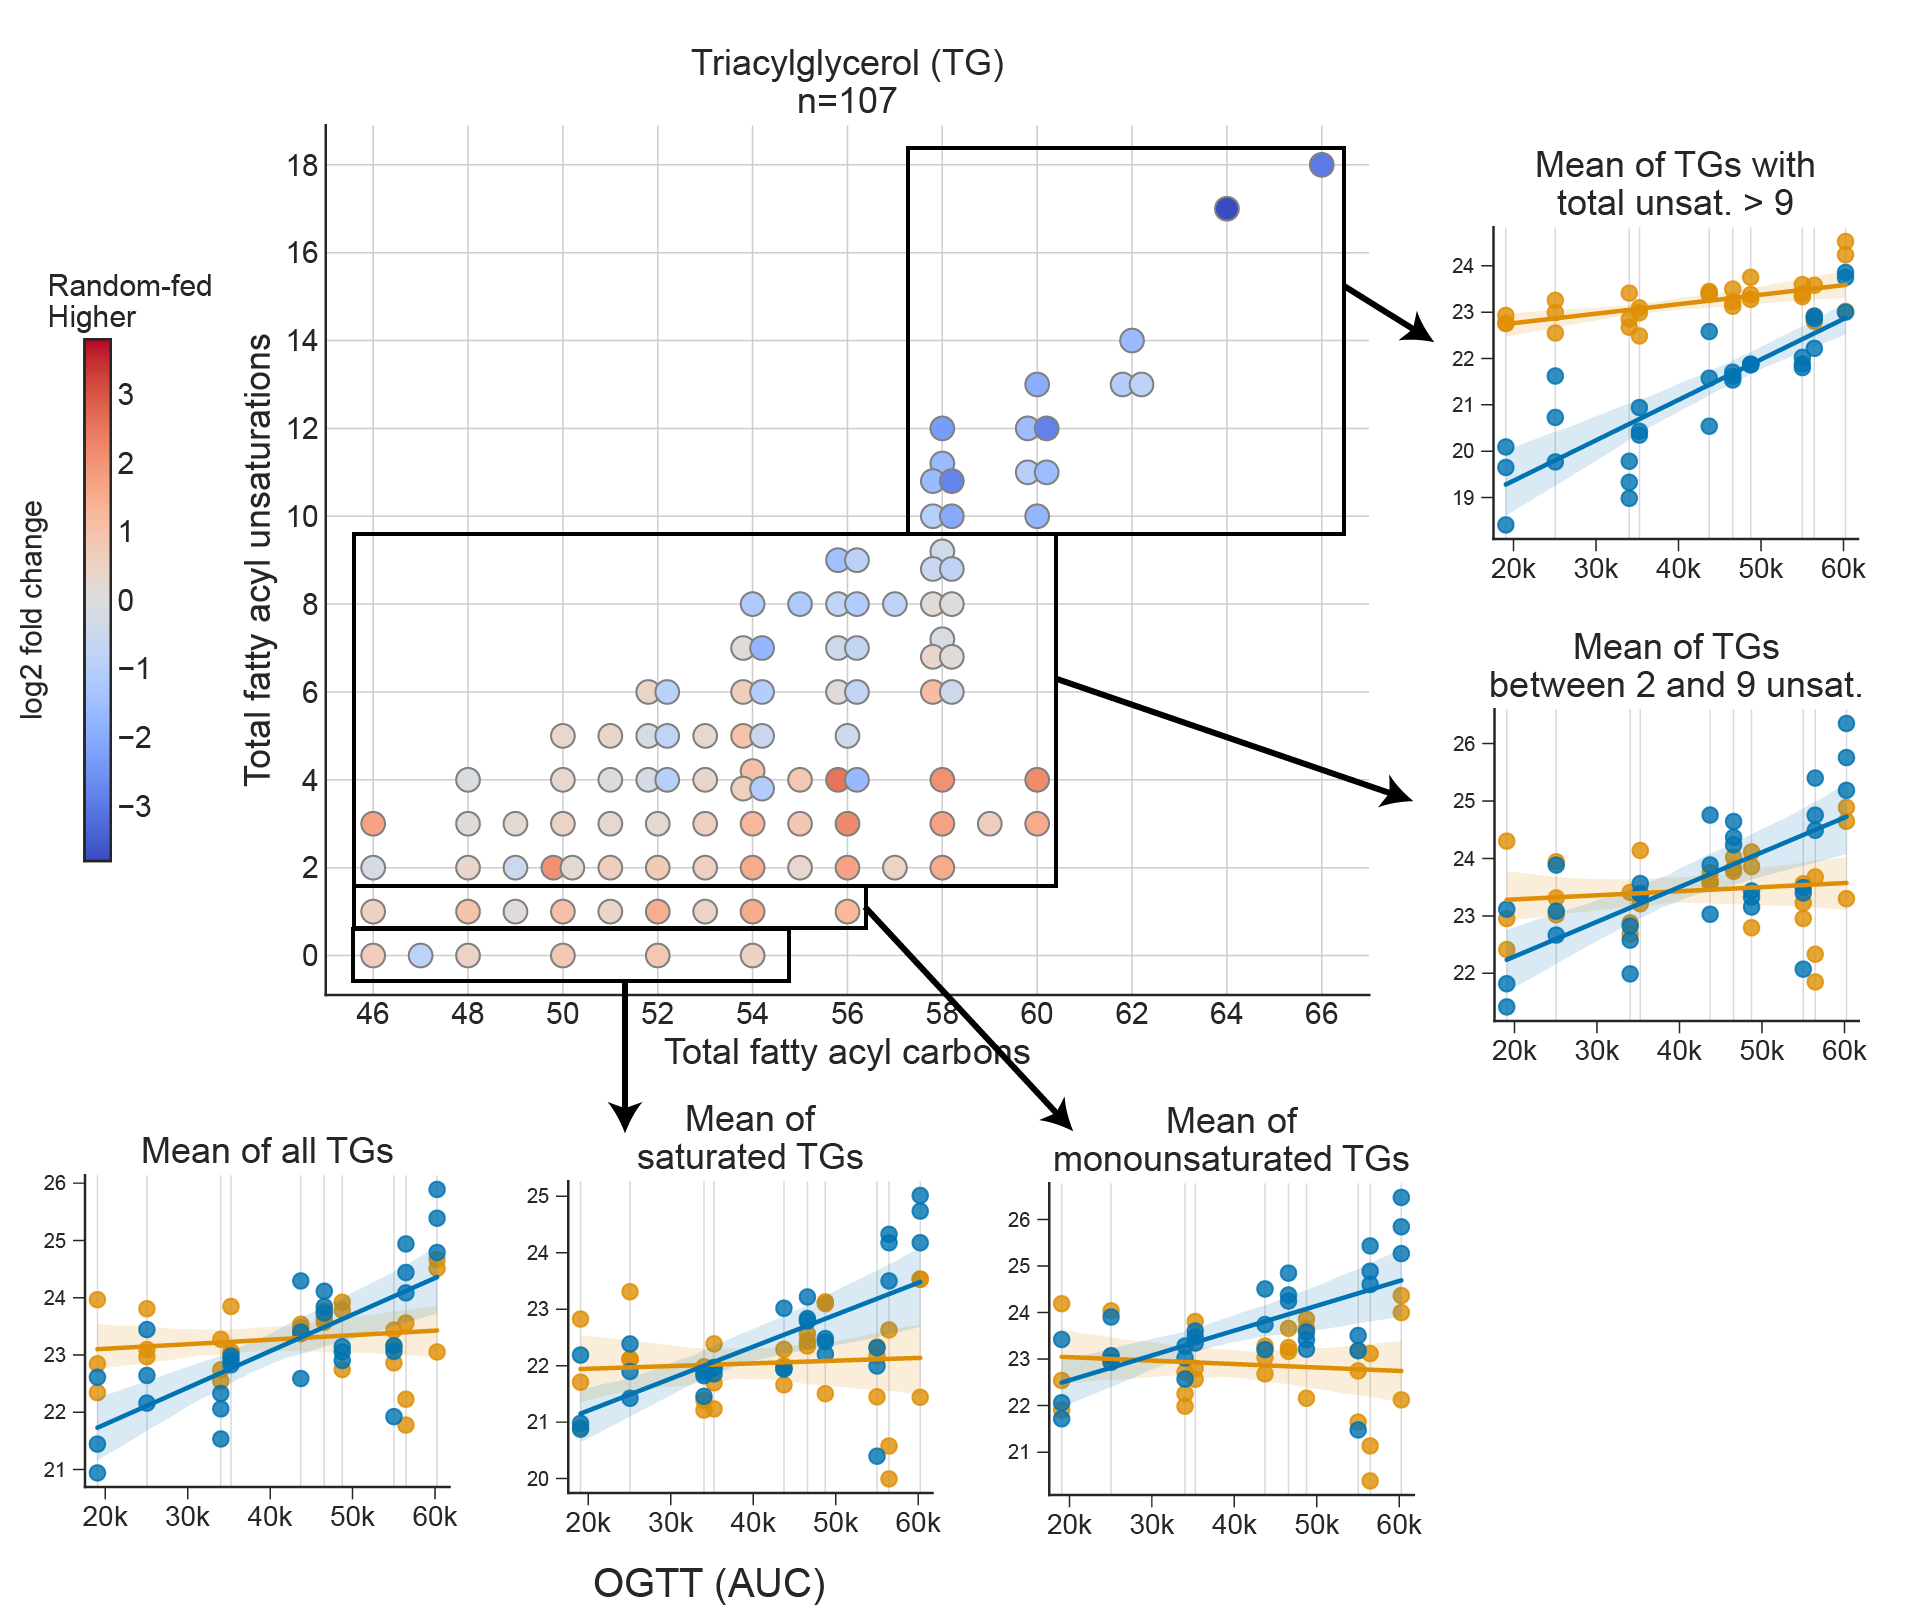 Triacylglycerol (TG)
n=107
Random-fed
Higher
log2 fold change
3
2
1
0
−1
−2
−3
Total fatty acyl unsaturations
18
16
14
12
10
8
6
4
2
0
46 48 50 52 54 56 58 60 62 64 66
Total fatty acyl carbons
Mean of TGs with
total unsat. > 9
24
23
22
21
20
19
20k 30k 40k 50k 60k
Mean of TGs
between 2 and 9 unsat.
26
25
24
23
22
20k 30k 40k 50k 60k
Mean of all TGs
26
25
24
23
22
21
20k 30k 40k 50k 60k
Mean of
saturated TGs
25
24
23
22
21
20
20k 30k 40k 50k 60k
Mean of
monounsaturated TGs
26
25
24
23
22
21
20k 30k 40k 50k 60k
OGTT (AUC)